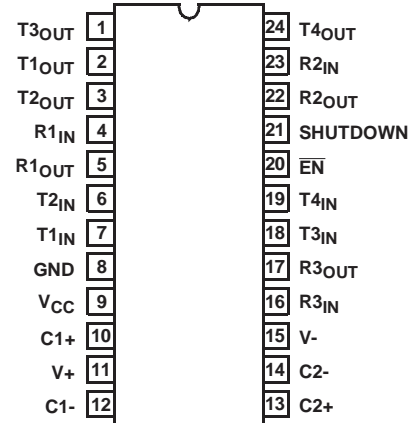 T3OUT 1 24 T4OUT
T1OUT 2 23 R2IN
T2OUT 3 22 R2OUT
R1IN 4 21 SHUTDOWN
R1OUT 5 20 E̅N̅
T2IN 6 19 T4IN
T1IN 7 18 T3IN
GND 8 17 R3OUT
VCC 9 16 R3IN
C1+ 10 15 V-
V+ 11 14 C2-
C1- 12 13 C2+